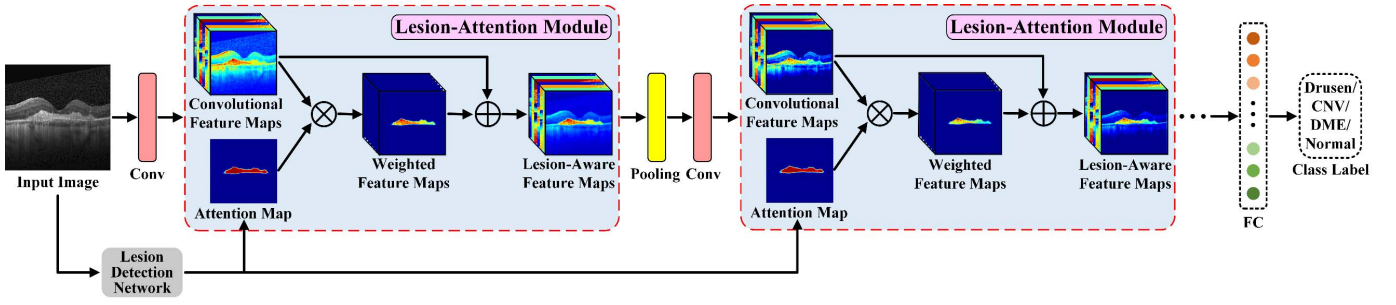 Lesion-Attention Module
Convolutional
Feature Maps
Attention Map
Weighted
Feature Maps
Lesion-Aware
Feature Maps
Input Image
Conv
Pooling
Conv
Lesion-Attention Module
Convolutional
Feature Maps
Attention Map
Weighted
Feature Maps
Lesion-Aware
Feature Maps
FC
Drusen/
CNV/
DME/
Normal
Class Label
Lesion
Detection
Network